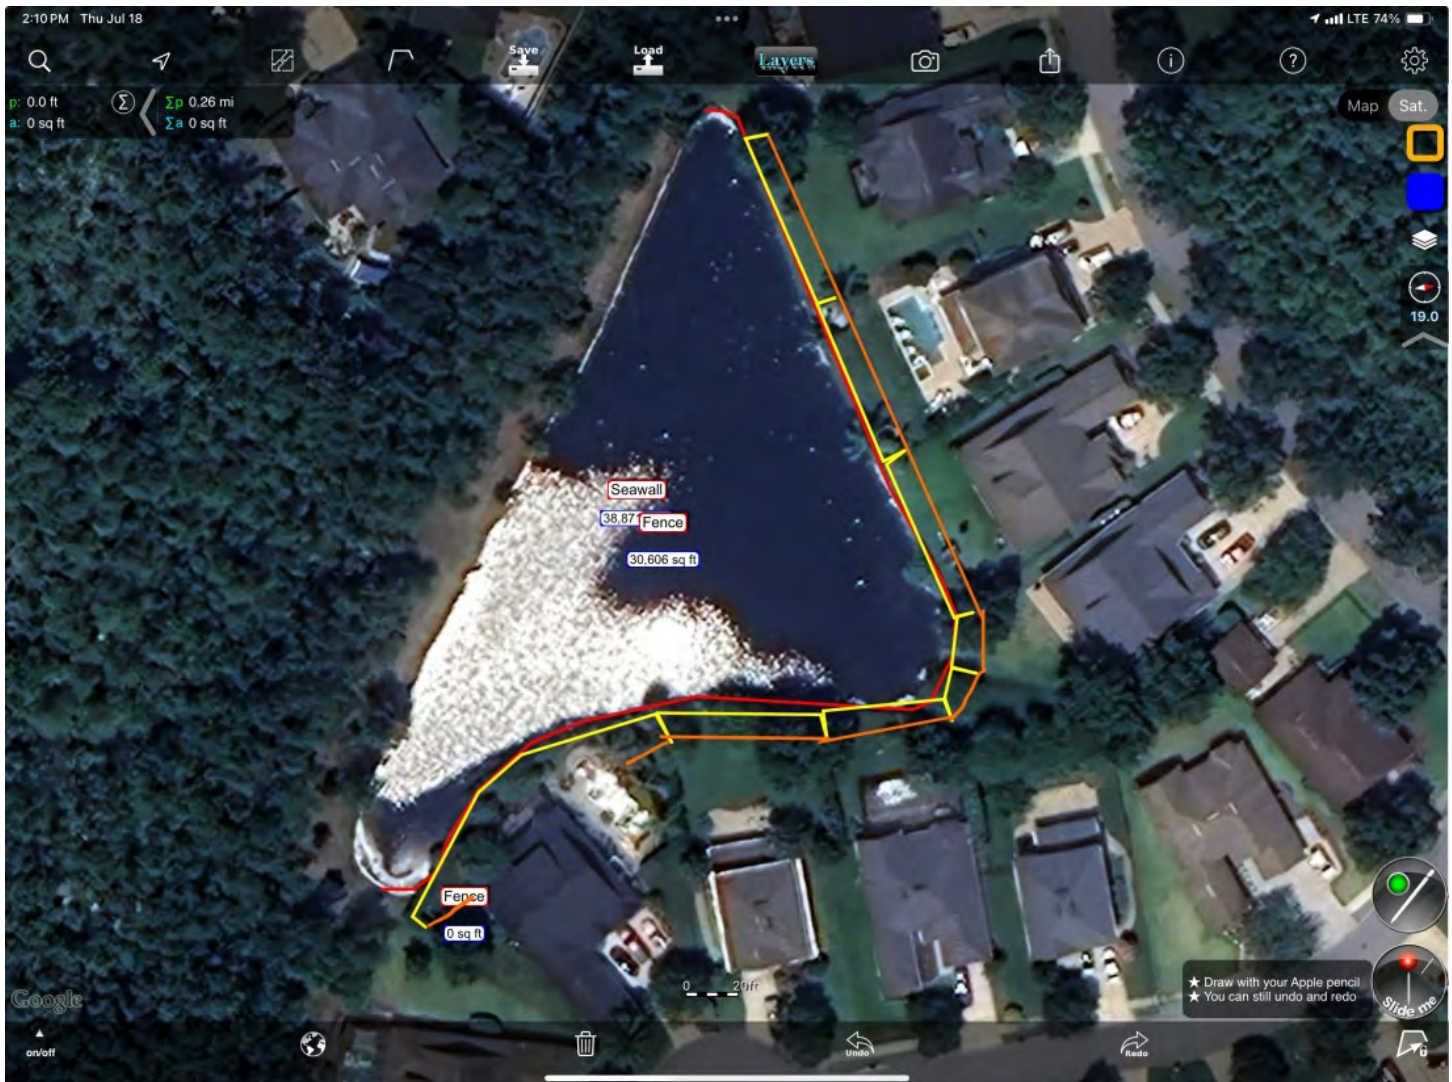 2:10 PM Thu Jul 18
LTE 74%
Save
Load
Layers
p: 0.0 ft
Σ
Σp 0.26 mi
a: 0 sq ft
Σa 0 sq ft
Map
Sat.
19.0
Seawall
38,87
Fence
30,606 sq ft
Fence
0 sq ft
0
20ft
★ Draw with your Apple pencil
★ You can still undo and redo
Slide me
Google
on/off
Undo
Redo